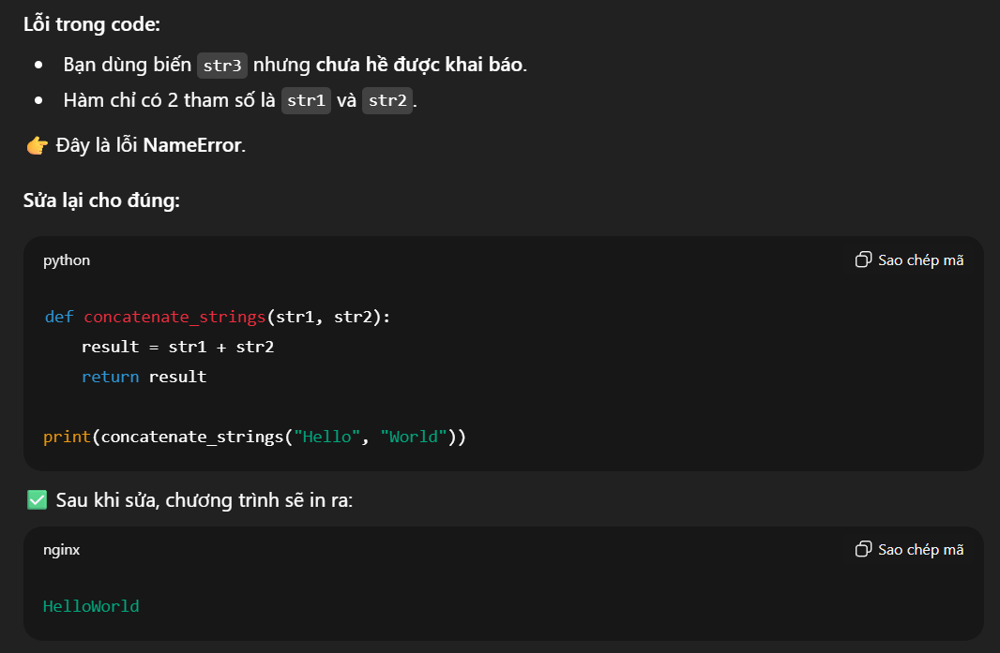 Lỗi trong code:
Bạn dùng biến str3 nhưng chưa hề được khai báo.
Hàm chỉ có 2 tham số là str1 và str2.
👉 Đây là lỗi NameError.
Sửa lại cho đúng:
python
Sao chép mã
def concatenate_strings(str1, str2):
    result = str1 + str2
    return result
print(concatenate_strings("Hello", "World"))
✅ Sau khi sửa, chương trình sẽ in ra:
nginx
Sao chép mã
HelloWorld